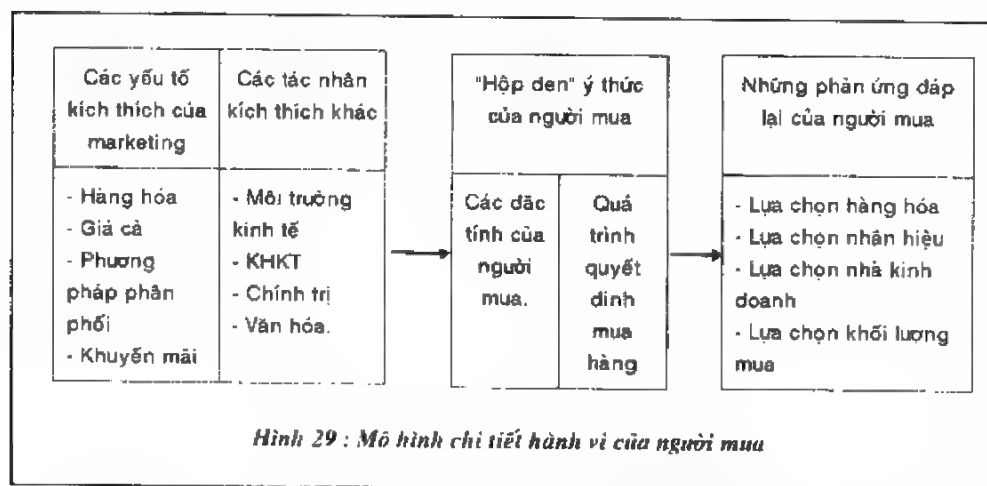 Các yếu tố
kích thích của
marketing
Các tác nhân
kích thích khác
"Hộp den" ý thức
của người mua
Những phản ứng đáp
lại của người mua
- Hàng hóa
- Giá cả
- Phương
pháp phân
phối
- Khuyến mãi
- Môi trường
kinh tế
- KHKT
- Chính trị
- Văn hóa.
Các dăc
tính của
người
mua.
Quá
trình
quyết
dinh
mua
hàng
- Lựa chọn hàng hóa
- Lựa chọn nhãn hiệu
- Lựa chọn nhà kinh
doanh
- Lựa chọn khối lượng
mua
Hình 29 : Mô hình chi tiết hành vi của người mua